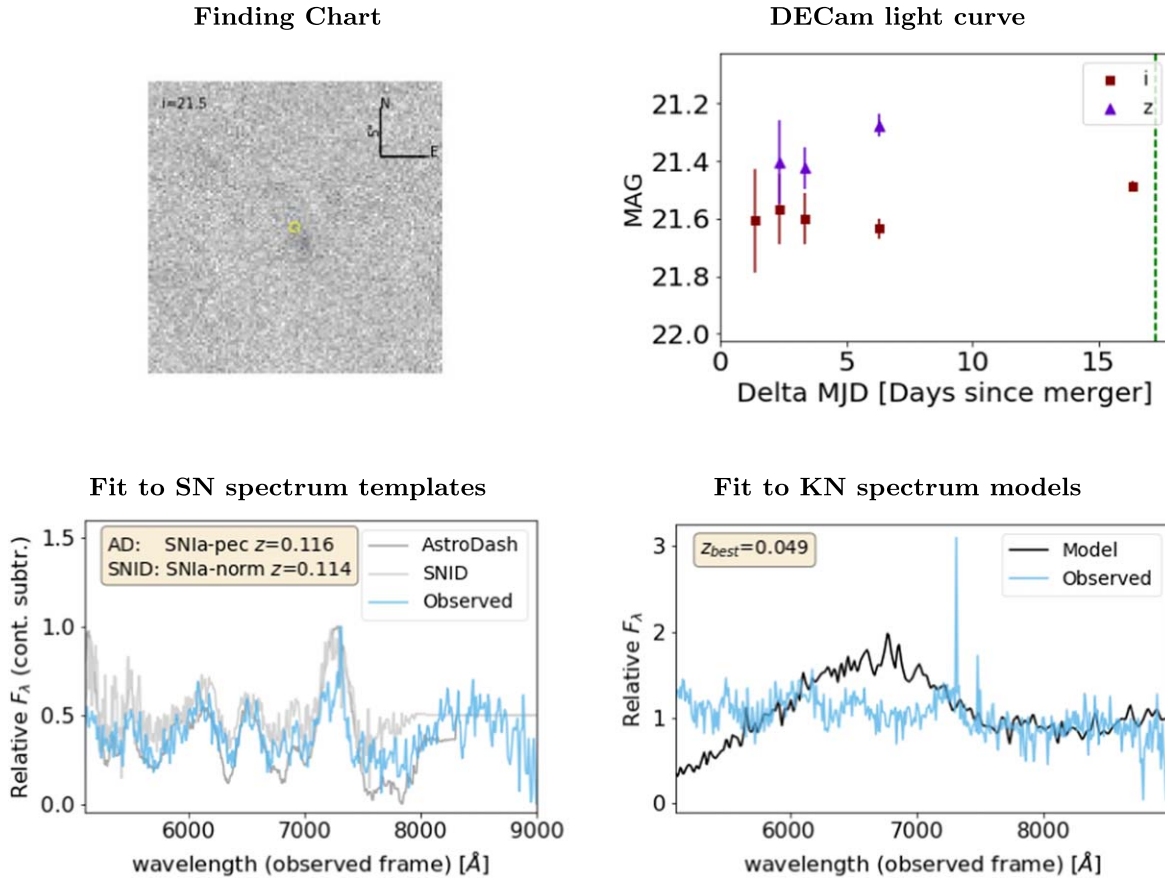 Finding Chart
i=21.5
N
5"
E
DECam light curve
i
z
MAG
21.2
21.4
21.6
21.8
22.0
0
5
10
15
Delta MJD [Days since merger]
Fit to SN spectrum templates
AD: SNIa-pec z=0.116
SNID: SNIa-norm z=0.114
AstroDash
SNID
Observed
Relative Fλ (cont. subtr.)
1.5
1.0
0.5
0.0
6000
7000
8000
9000
wavelength (observed frame) [Å]
Fit to KN spectrum models
zbest=0.049
Model
Observed
Relative Fλ
3
2
1
0
6000
7000
8000
wavelength (observed frame) [Å]